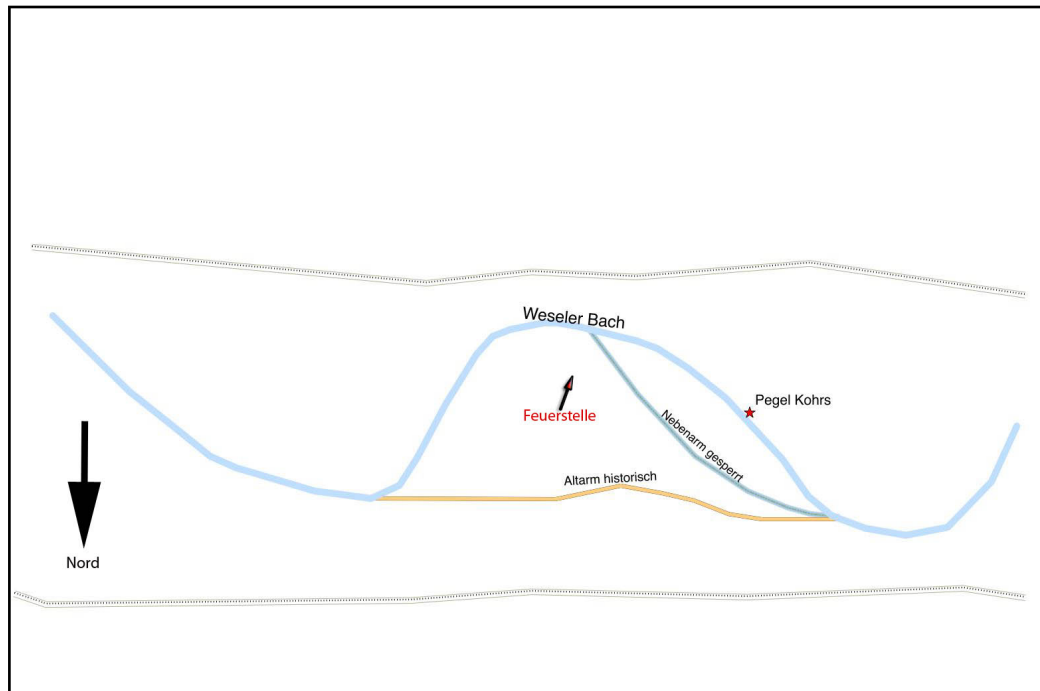 Weseler Bach
Pegel Kohrs
Feuerstelle
Nebenarm gesperrt
Altarm historisch
Nord